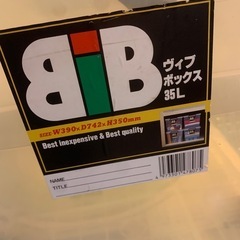 BiB
ヴィブ
ボックス
35L
SIZE W390×D742×H350mm
Best inexpensive & Best quality
NAME
TITLE